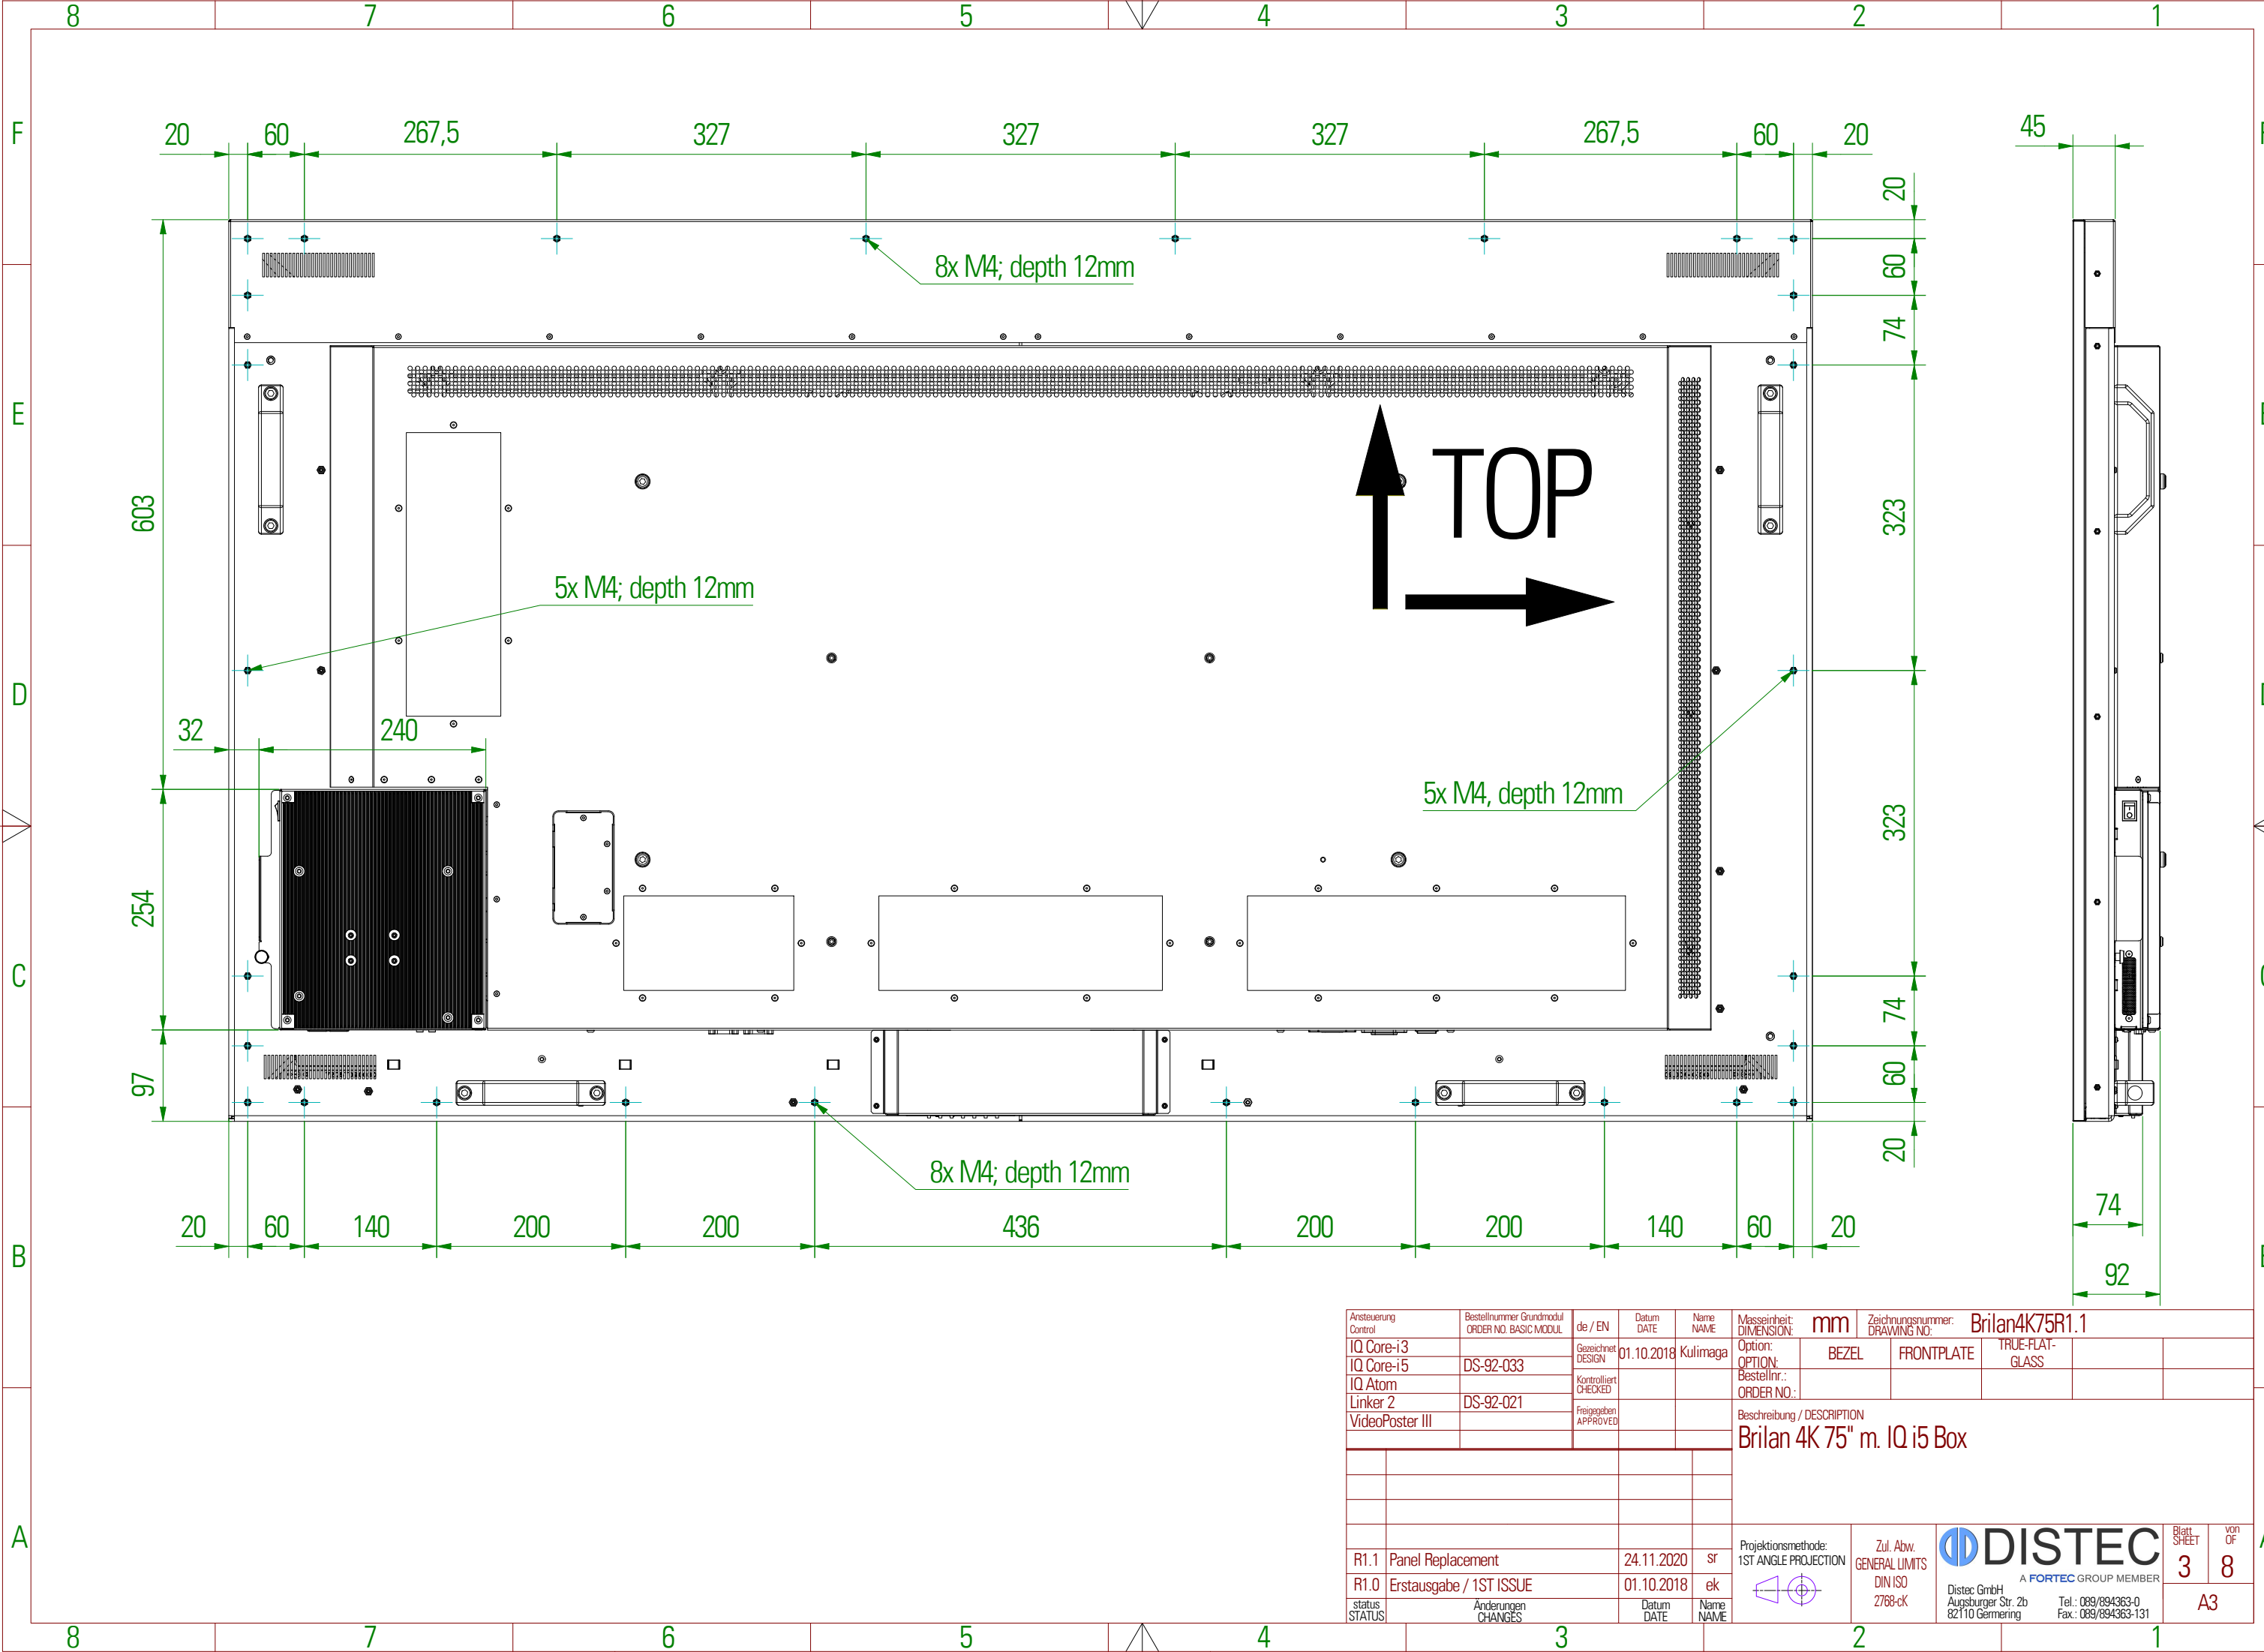 8 7 6 5 4 3 2 1
F
E
D
C
B
A
20 60 267,5 327 327 327 267,5 60 20
45
20
60
74
323
323
74
60
20
603
254
97
8x M4; depth 12mm
TOP
5x M4; depth 12mm
32 240
5x M4, depth 12mm
8x M4; depth 12mm
20 60 140 200 200 436 200 200 140 60 20
74
92
Ansteuerung
Control
Bestellnummer Grundmodul
ORDER NO. BASIC MODUL
IQ Core-i3
IQ Core-i5 DS-92-033
IQ Atom
Linker 2 DS-92-021
VideoPoster III
de / EN
Datum
DATE
Name
NAME
Gezeichnet
DESIGN
01.10.2018 Kulimaga
Kontrolliert
CHECKED
Freigegeben
APPROVED
Masseinheit:
DIMENSION:
mm
Zeichnungsnummer:
DRAWING NO:
Brilan4K75R1.1
Option:
OPTION:
BEZEL
FRONTPLATE
TRUE-FLAT-
GLASS
Bestellnr.:
ORDER NO.:
Beschreibung / DESCRIPTION
Brilan 4K 75" m. IQ i5 Box
R1.1 Panel Replacement 24.11.2020 sr
R1.0 Erstausgabe / 1ST ISSUE 01.10.2018 ek
status
STATUS
Änderungen
CHANGES
Datum
DATE
Name
NAME
Projektionsmethode:
1ST ANGLE PROJECTION
Zul. Abw.
GENERAL LIMITS
DIN ISO
2768-cK
DISTEC
A FORTEC GROUP MEMBER
Distec GmbH
Augsburger Str. 2b
82110 Germering
Tel.: 089/894363-0
Fax.: 089/894363-131
Blatt
SHEET
3
von
OF
8
A3
8 7 6 5 4 3 2 1